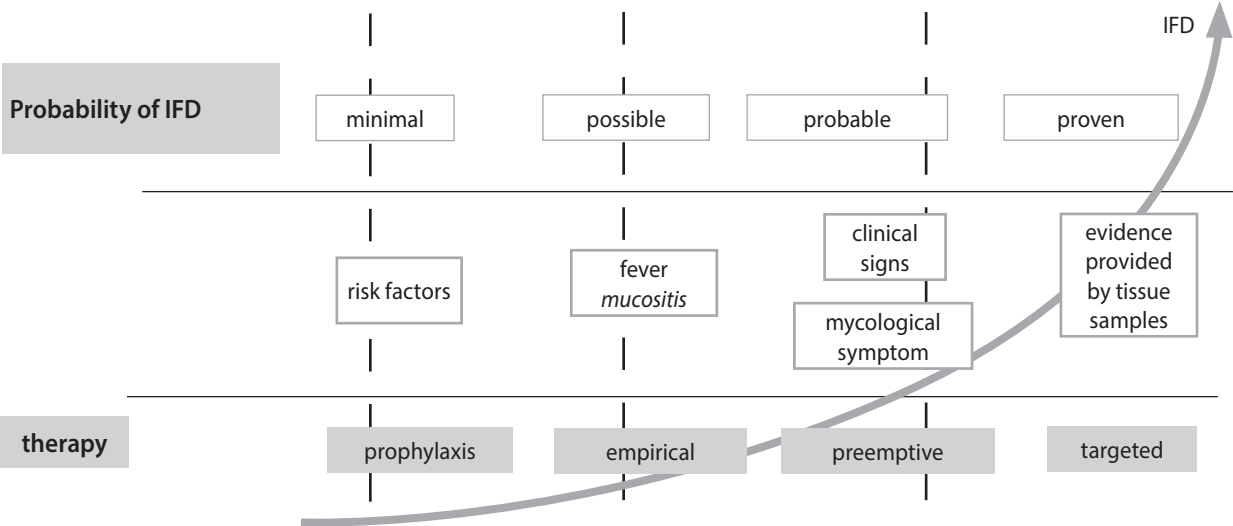 IFD
Probability of IFD
minimal
possible
probable
proven
risk factors
fever
mucositis
clinical
signs
mycological
symptom
evidence
provided
by tissue
samples
therapy
prophylaxis
empirical
preemptive
targeted